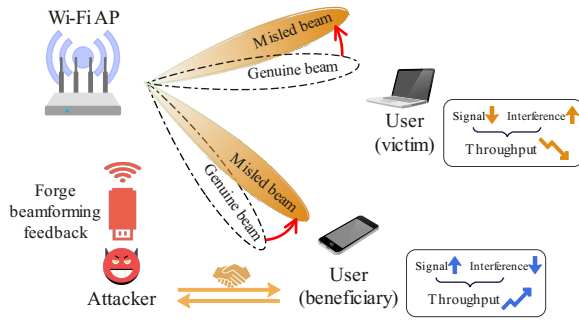 Wi-Fi AP
Misled beam
Genuine beam
User
(victim)
Signal Interference
Throughput
Forge
beamforming
feedback
Misled beam
Genuine beam
Attacker
User
(beneficiary)
Signal Interference
Throughput